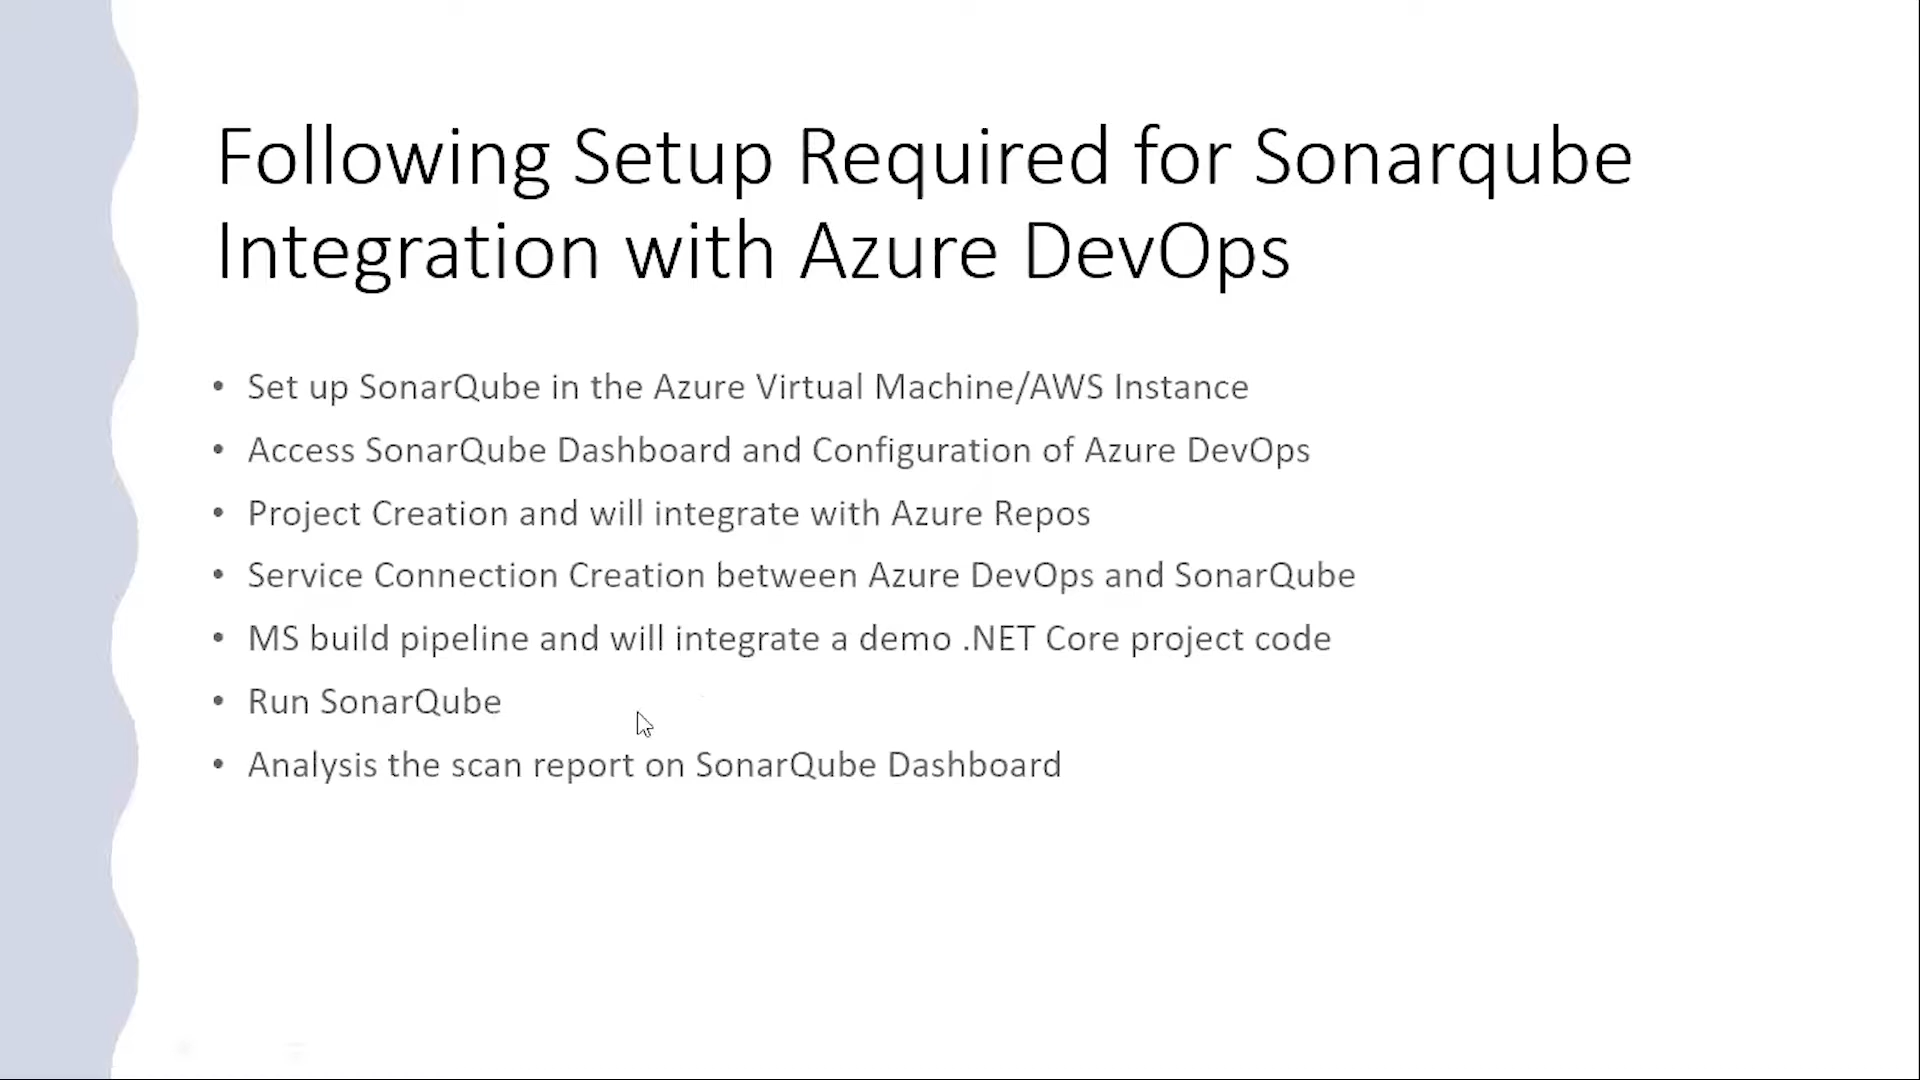 Following Setup Required for Sonarqube
Integration with Azure DevOps
• Set up SonarQube in the Azure Virtual Machine/AWS Instance
• Access SonarQube Dashboard and Configuration of Azure DevOps
• Project Creation and will integrate with Azure Repos
• Service Connection Creation between Azure DevOps and SonarQube
• MS build pipeline and will integrate a demo .NET Core project code
• Run SonarQube
• Analysis the scan report on SonarQube Dashboard